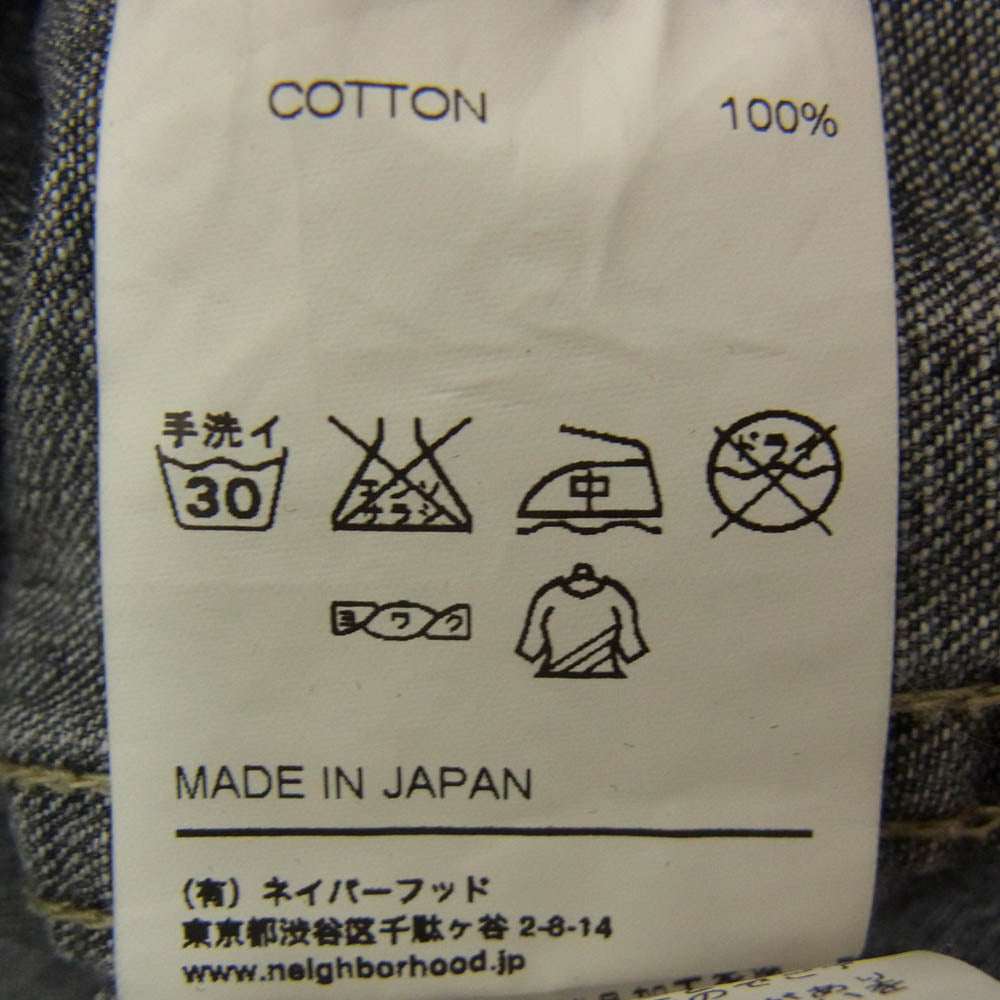 COTTON 100%
手洗イ
30
エンソ
サラシ
中
ドライ
ヨワク
MADE IN JAPAN
(有) ネイバーフッド
東京都渋谷区千駄ヶ谷 2-8-14
www.neighborhood.jp